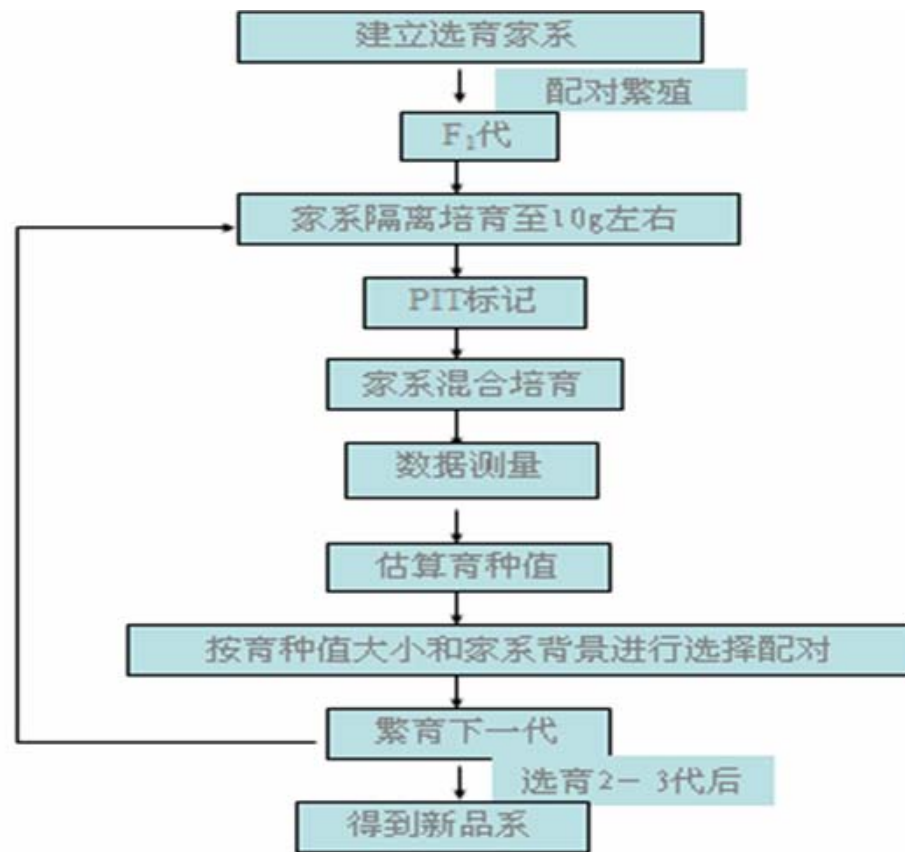 建立选育家系
配对繁殖
F₁代
家系隔离培育至10g左右
PIT标记
家系混合培育
数据测量
估算育种值
按育种值大小和家系背景进行选择配对
繁育下一代
选育2－3代后
得到新品系